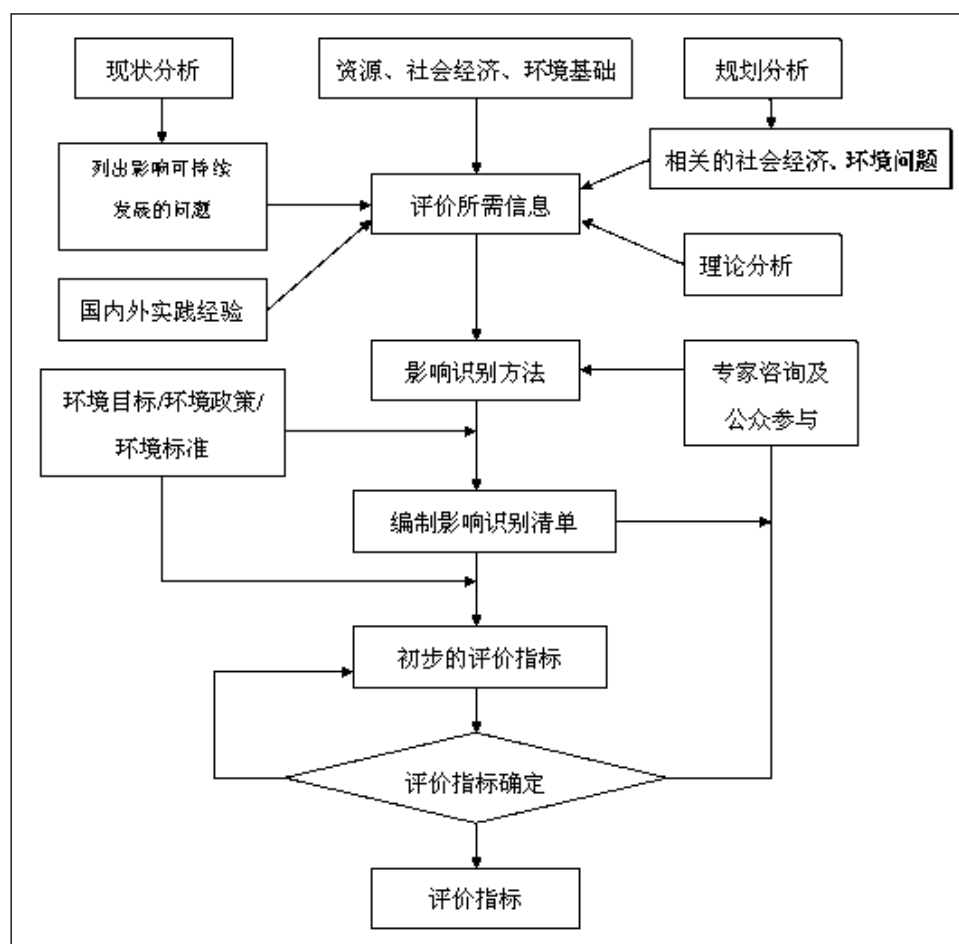 现状分析
资源、社会经济、环境基础
规划分析
列出影响可持续
发展的问题
评价所需信息
相关的社会经济、环境问题
理论分析
国内外实践经验
影响识别方法
专家咨询及
公众参与
环境目标/环境政策/
环境标准
编制影响识别清单
初步的评价指标
评价指标确定
评价指标